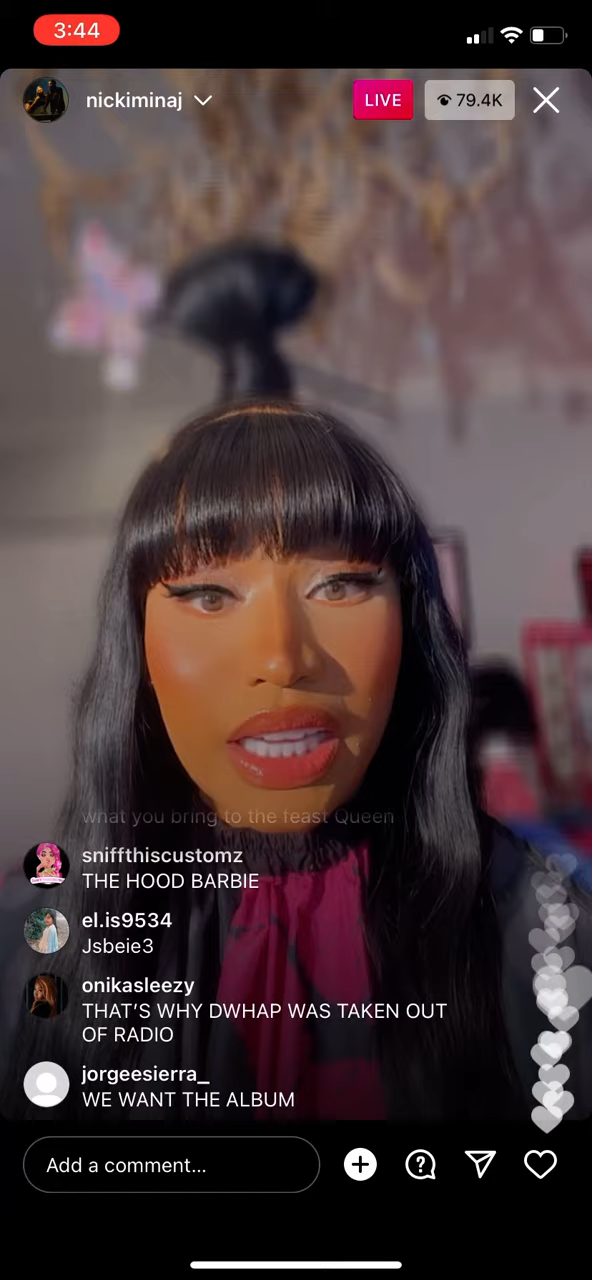 3:44
nickiminaj
LIVE
79.4K
what you bring to the feast Queen
sniffthiscustomz
THE HOOD BARBIE
el.is9534
Jsbeie3
onikasleezy
THAT’S WHY DWHAP WAS TAKEN OUT
OF RADIO
jorgeesierra_
WE WANT THE ALBUM
Add a comment...